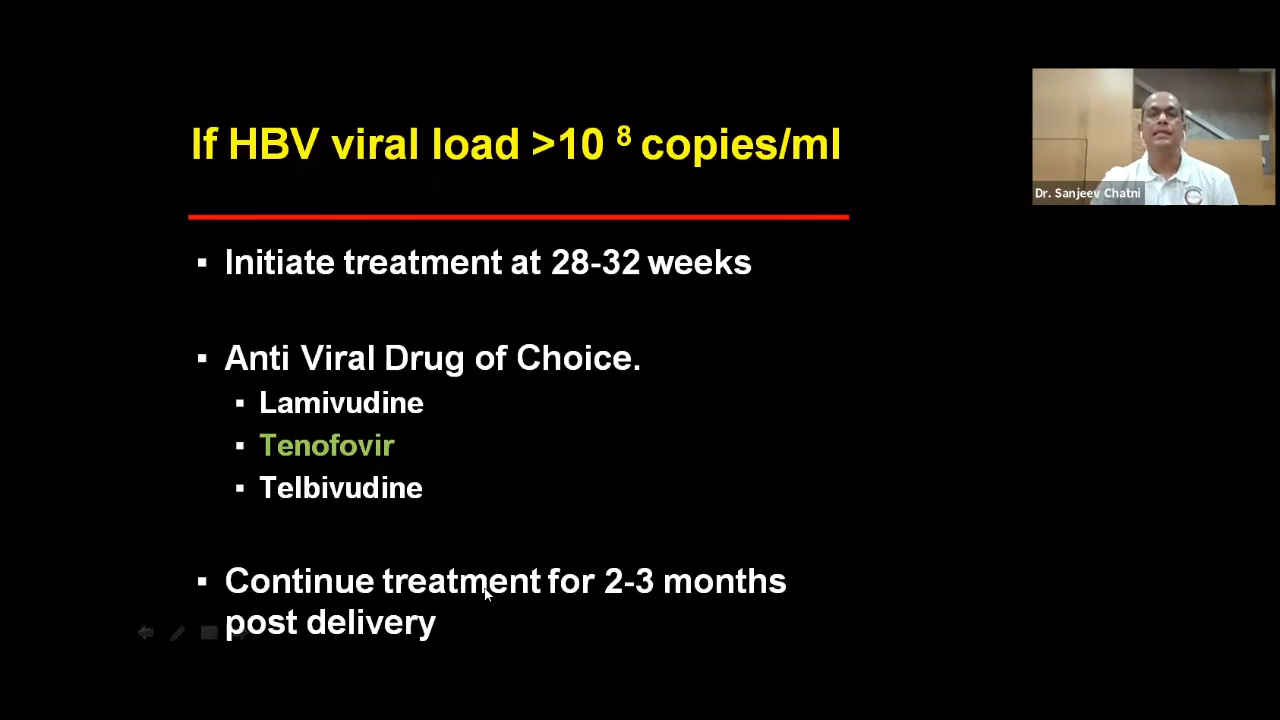 If HBV viral load >10 8 copies/ml
Dr. Sanjeev Chatni
▪ Initiate treatment at 28-32 weeks
▪ Anti Viral Drug of Choice.
▪ Lamivudine
▪ Tenofovir
▪ Telbivudine
▪ Continue treatment for 2-3 months
post delivery